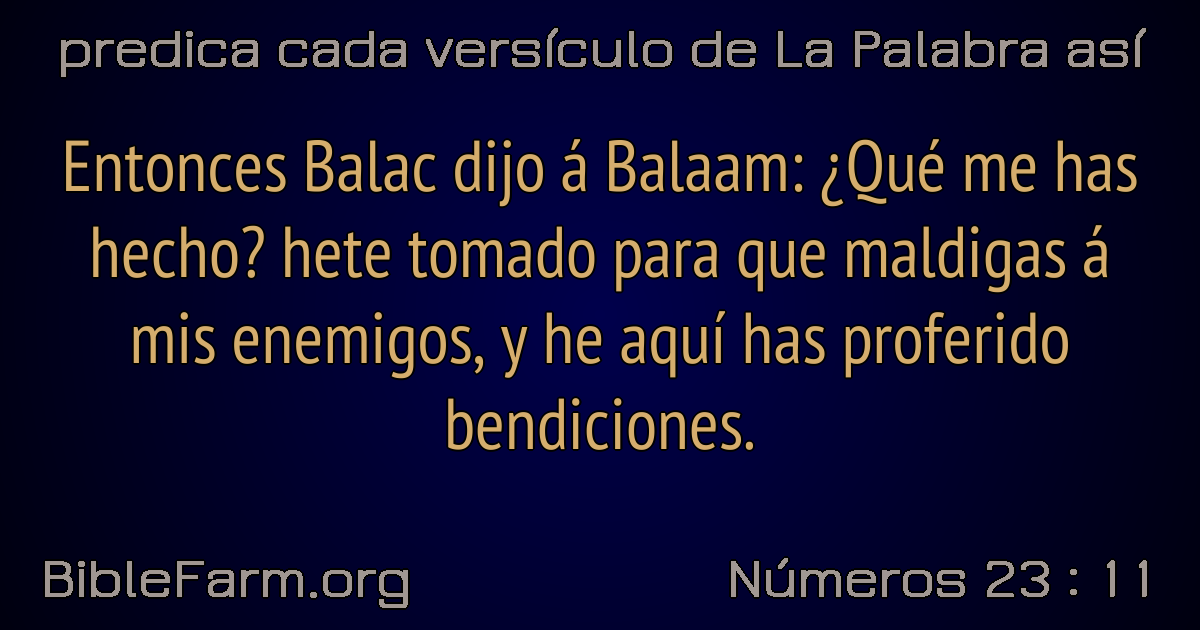 predica cada versículo de La Palabra así
Entonces Balac dijo á Balaam: ¿Qué me has
hecho? hete tomado para que maldigas á
mis enemigos, y he aquí has proferido
bendiciones.
BibleFarm.org
Números 23 : 11